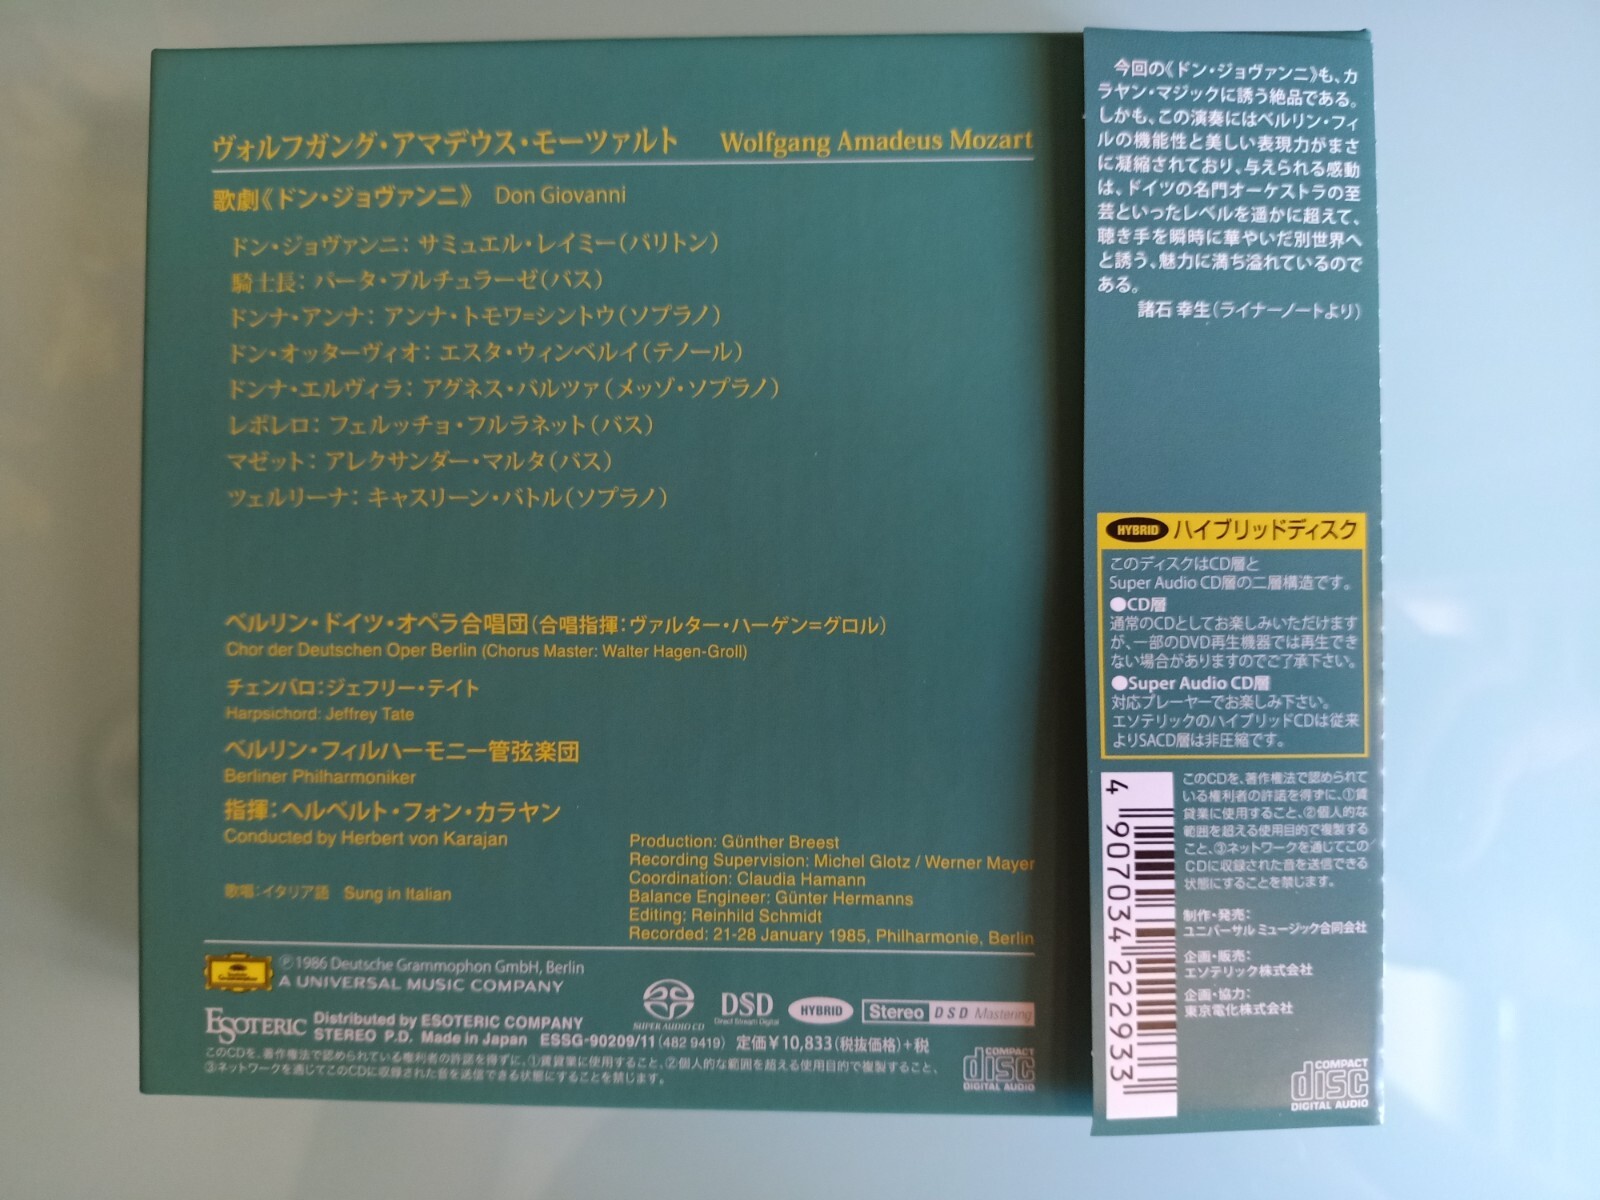 ヴォルフガング・アマデウス・モーツァルト Wolfgang Amadeus Mozart
歌劇《ドン・ジョヴァンニ》 Don Giovanni
ドン・ジョヴァンニ：サミュエル・レイミー（バリトン）
騎士長：パータ・ブルチュラーゼ（バス）
ドンナ・アンナ：アンナ・トモワ=シントウ（ソプラノ）
ドン・オッターヴィオ：エスタ・ウィンベルイ（テノール）
ドンナ・エルヴィラ：アグネス・バルツァ（メッゾ・ソプラノ）
レポレロ：フェルッチョ・フルラネット（バス）
マゼット：アレクサンダー・マルタ（バス）
ツェルリーナ：キャスリーン・バトル（ソプラノ）
ベルリン・ドイツ・オペラ合唱団（合唱指揮：ヴァルター・ハーゲン=グロル）
Chor der Deutschen Oper Berlin (Chorus Master: Walter Hagen-Groll)
チェンバロ：ジェフリー・テイト
Harpsichord: Jeffrey Tate
ベルリン・フィルハーモニー管弦楽団
Berliner Philharmoniker
指揮：ヘルベルト・フォン・カラヤン
Conducted by Herbert von Karajan
歌唱：イタリア語 Sung in Italian
Production: Günther Breest
Recording Supervision: Michel Glotz / Werner Mayer
Coordination: Claudia Hamann
Balance Engineer: Günter Hermanns
Editing: Reinhild Schmidt
Recorded: 21-28 January 1985, Philharmonie, Berlin
Deutsche Grammophon
℗1986 Deutsche Grammophon GmbH, Berlin
A UNIVERSAL MUSIC COMPANY
SUPER AUDIO CD
DSD
Direct Stream Digital
HYBRID
Stereo DSD Mastering
ESOTERIC
Distributed by ESOTERIC COMPANY
STEREO P.D. Made in Japan ESSG-90209/11 (482 9419) 定価￥10,833（税抜価格）+税
このCDを、著作権法で認められている権利者の許諾を得ずに、①賃貸業に使用すること、②個人的な範囲を超える使用目的で複製すること、
③ネットワークを通じてこのCDに収録された音を送信できる状態にすることを禁じます。
COMPACT
disc
DIGITAL AUDIO
今回の《ドン・ジョヴァンニ》も、カ
ラヤン・マジックに誘う絶品である。
しかも、この演奏にはベルリン・フィ
ルの機能性と美しい表現力がまさ
に凝縮されており、与えられる感動
は、ドイツの名門オーケストラの至
芸といったレベルを遥かに超えて、
聴き手を瞬時に華やいだ別世界へ
と誘う、魅力に満ち溢れているので
ある。
諸石 幸生（ライナーノートより）
HYBRID ハイブリッドディスク
このディスクはCD層と
Super Audio CD層の二層構造です。
●CD層
通常のCDとしてお楽しみいただけます
が、一部のDVD再生機器では再生でき
ない場合がありますのでご了承下さい。
●Super Audio CD層
対応プレーヤーでお楽しみ下さい。
エソテリックのハイブリッドCDは従来
よりSACD層は非圧縮です。
4 907034 222933
このCDを、著作権法で認められて
いる権利者の許諾を得ずに、①賃
貸業に使用すること、②個人的な
範囲を超える使用目的で複製する
こと、③ネットワークを通じてこの
CDに収録された音を送信できる
状態にすることを禁じます。
制作・発売：
ユニバーサル ミュージック合同会社
企画・販売：
エソテリック株式会社
企画・協力：
東京電化株式会社
COMPACT
disc
DIGITAL AUDIO